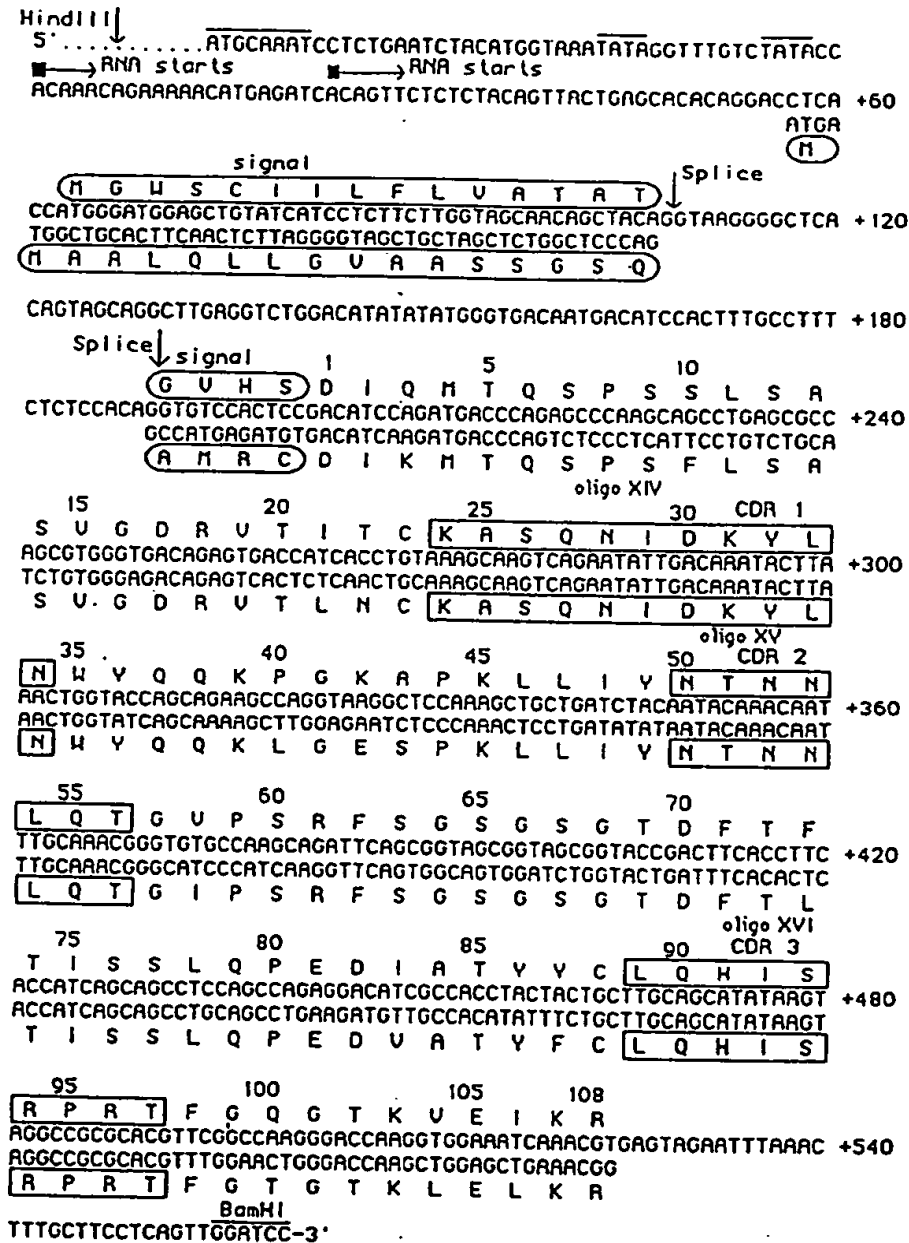 HindIII
5' .......... ATGCAAATCCTCTGAATCTACATGGTAAATATAGGTTTGTCTATACC
RNA starts RNA starts
ACAAACAGAAAAACATGAGATCACAGTTCTCTCTACAGTTACTGAGCACACAGGACCTCA +60
ATGA
M
signal Splice
M G W S C I I L F L V A T A T
CCATGGGATGGAGCTGTATCATCCTCTTCTTGGTAGCAACAGCTACAGGTAAGGGGCTCA +120
TGGCTGCACTTCAACTCTTAGGGGTAGCTGCTAGCTCTGGCTCCCAG
M A A L Q L L G V A A S S G S Q
CAGTAGCAGGCTTGAGGTCTGGACATATATATGGGTGACAATGACATCCACTTTGCCTTT +180
Splice signal 1 5 10
G V H S D I Q M T Q S P S S L S A
CTCTCCACAGGTGTCCACTCCGACATCCAGATGACCCAGAGCCCAAGCAGCCTGAGCGCC +240
GCCATGAGATGTGACATCAAGATGACCCAGTCTCCCTCATTCCTGTCTGCA
A M R C D I K M T Q S P S F L S A
oligo XIV
15 20 25 30 CDR 1
S V G D R V T I T C K A S Q N I D K Y L
AGCGTGGGTGACAGAGTGACCATCACCTGTAAAGCAAGTCAGAATATTGACAAATACTTA +300
TCTGTGGGAGACAGAGTCACTCTCAACTGCAAAGCAAGTCAGAATATTGACAAATACTTA
S V . G D R V T L N C K A S Q N I D K Y L
oligo XV
35 40 45 50 CDR 2
N W Y Q Q K P G K A P K L L I Y N T N N
AACTGGTACCAGCAGAAGCCAGGTAAGGCTCCAAAGCTGCTGATCTACAATACAAACAAT +360
AACTGGTATCAGCAAAAGCTTGGAGAATCTCCCAAACTCCTGATATATAATACAAACAAT
N W Y Q Q K L G E S P K L L I Y N T N N
55 60 65 70
L Q T G V P S R F S G S G S G T D F T F
TTGCAAACGGGTGTGCCAAGCAGATTCAGCGGTAGCGGTAGCGGTACCGACTTCACCTTC +420
TTGCAAACGGGCATCCCATCAAGGTTCAGTGGCAGTGGATCTGGTACTGATTTCACACTC
L Q T G I P S R F S G S G S G T D F T L
oligo XVI
75 80 85 90 CDR 3
T I S S L Q P E D I A T Y Y C L Q H I S
ACCATCAGCAGCCTCCAGCCAGAGGACATCGCCACCTACTACTGCTTGCAGCATATAAGT +480
ACCATCAGCAGCCTGCAGCCTGAAGATGTTGCCACATATTTCTGCTTGCAGCATATAAGT
T I S S L Q P E D V A T Y F C L Q H I S
95 100 105 108
R P R T F G Q G T K V E I K R
AGGCCGCGCACGTTCGGCCAAGGGACCAAGGTGGAAATCAAACGTGAGTAGAATTTAAAC +540
AGGCCGCGCACGTTTGGAACTGGGACCAAGCTGGAGCTGAAACGG
R P R T F G T G T K L E L K R
BamHI
TTTGCTTCCTCAGTTGGATCC-3'